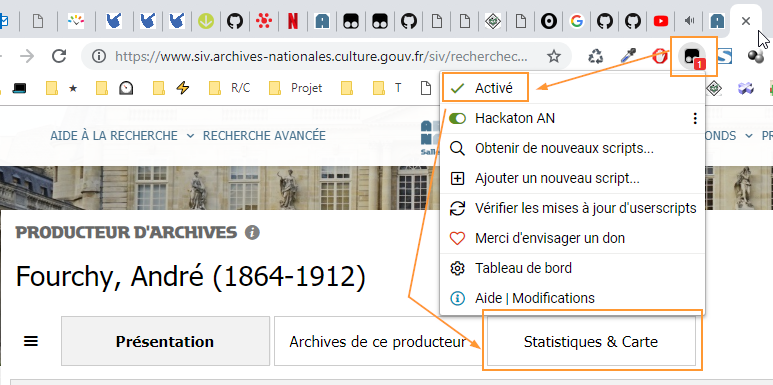 https://www.siv.archives-nationales.culture.gouv.fr/siv/recherchec...
1
R/C
Projet
T
Activé
Hackaton AN
Obtenir de nouveaux scripts...
Ajouter un nouveau script...
Vérifier les mises à jour d'userscripts
Merci d'envisager un don
Tableau de bord
Aide | Modifications
AIDE À LA RECHERCHE
RECHERCHE AVANCÉE
Salle
ONDS
PR
PRODUCTEUR D'ARCHIVES
Fourchy, André (1864-1912)
Présentation
Archives de ce producteur
Statistiques & Carte